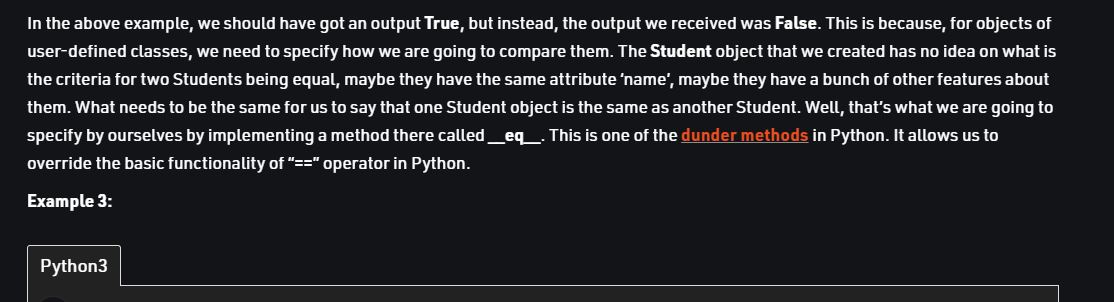 In the above example, we should have got an output True, but instead, the output we received was False. This is because, for objects of
user-defined classes, we need to specify how we are going to compare them. The Student object that we created has no idea on what is
the criteria for two Students being equal, maybe they have the same attribute ‘name’, maybe they have a bunch of other features about
them. What needs to be the same for us to say that one Student object is the same as another Student. Well, that’s what we are going to
specify by ourselves by implementing a method there called __eq__. This is one of the dunder methods in Python. It allows us to
override the basic functionality of “==” operator in Python.
Example 3:
Python3